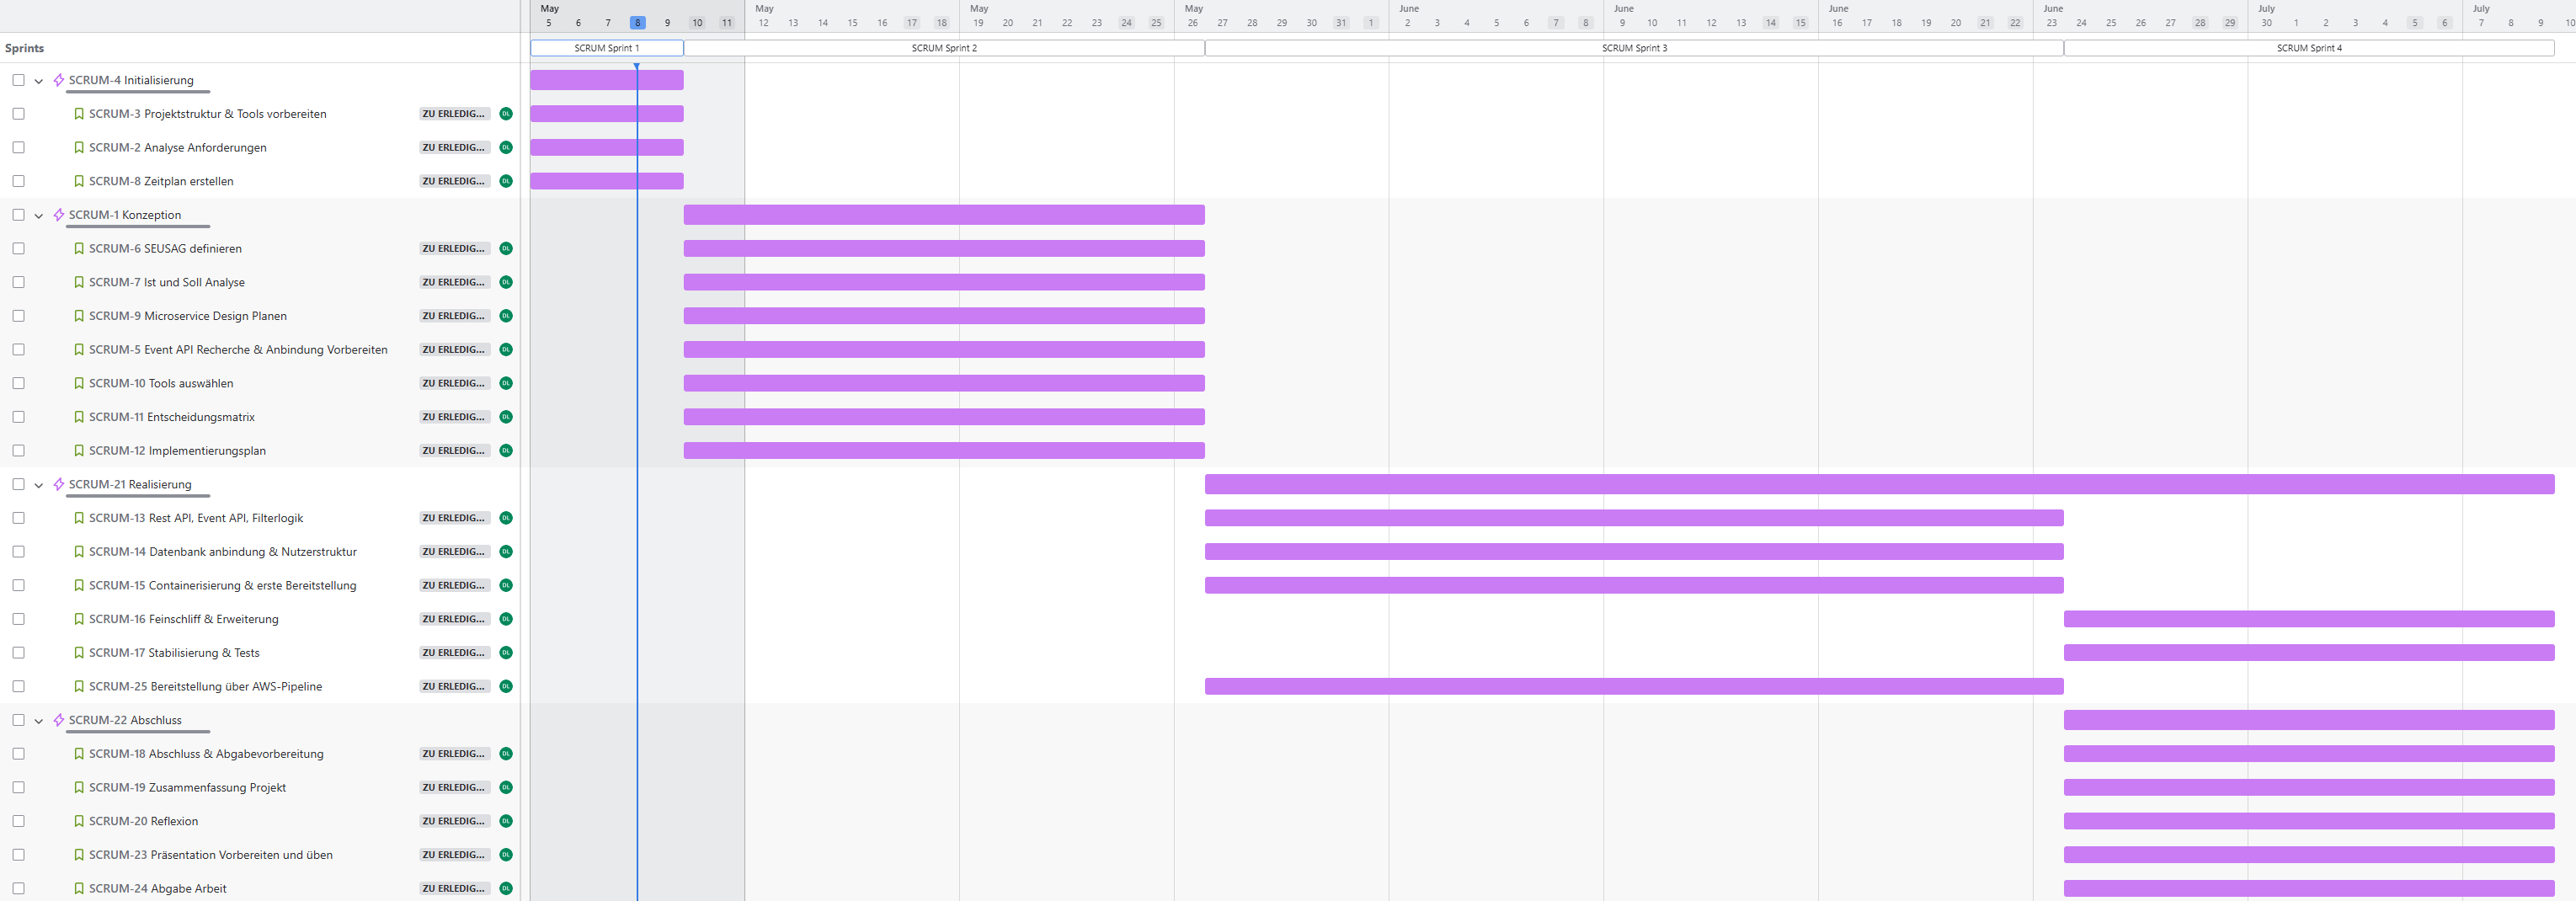 May May May May June June June June July July
5 6 7 8 9 10 11 12 13 14 15 16 17 18 19 20 21 22 23 24 25 26 27 28 29 30 31 1 2 3 4 5 6 7 8 9 10 11 12 13 14 15 16 17 18 19 20 21 22 23 24 25 26 27 28 29 30 1 2 3 4 5 6 7 8 9 10
Sprints SCRUM Sprint 1 SCRUM Sprint 2 SCRUM Sprint 3 SCRUM Sprint 4
SCRUM-4 Initialisierung
SCRUM-3 Projektstruktur & Tools vorbereiten ZU ERLEDIG... DL
SCRUM-2 Analyse Anforderungen ZU ERLEDIG... DL
SCRUM-8 Zeitplan erstellen ZU ERLEDIG... DL
SCRUM-1 Konzeption
SCRUM-6 SEUSAG definieren ZU ERLEDIG... DL
SCRUM-7 Ist und Soll Analyse ZU ERLEDIG... DL
SCRUM-9 Microservice Design Planen ZU ERLEDIG... DL
SCRUM-5 Event API Recherche & Anbindung Vorbereiten ZU ERLEDIG... DL
SCRUM-10 Tools auswählen ZU ERLEDIG... DL
SCRUM-11 Entscheidungsmatrix ZU ERLEDIG... DL
SCRUM-12 Implementierungsplan ZU ERLEDIG... DL
SCRUM-21 Realisierung
SCRUM-13 Rest API, Event API, Filterlogik ZU ERLEDIG... DL
SCRUM-14 Datenbank anbindung & Nutzerstruktur ZU ERLEDIG... DL
SCRUM-15 Containerisierung & erste Bereitstellung ZU ERLEDIG... DL
SCRUM-16 Feinschliff & Erweiterung ZU ERLEDIG... DL
SCRUM-17 Stabilisierung & Tests ZU ERLEDIG... DL
SCRUM-25 Bereitstellung über AWS-Pipeline ZU ERLEDIG... DL
SCRUM-22 Abschluss
SCRUM-18 Abschluss & Abgabevorbereitung ZU ERLEDIG... DL
SCRUM-19 Zusammenfassung Projekt ZU ERLEDIG... DL
SCRUM-20 Reflexion ZU ERLEDIG... DL
SCRUM-23 Präsentation Vorbereiten und üben ZU ERLEDIG... DL
SCRUM-24 Abgabe Arbeit ZU ERLEDIG... DL